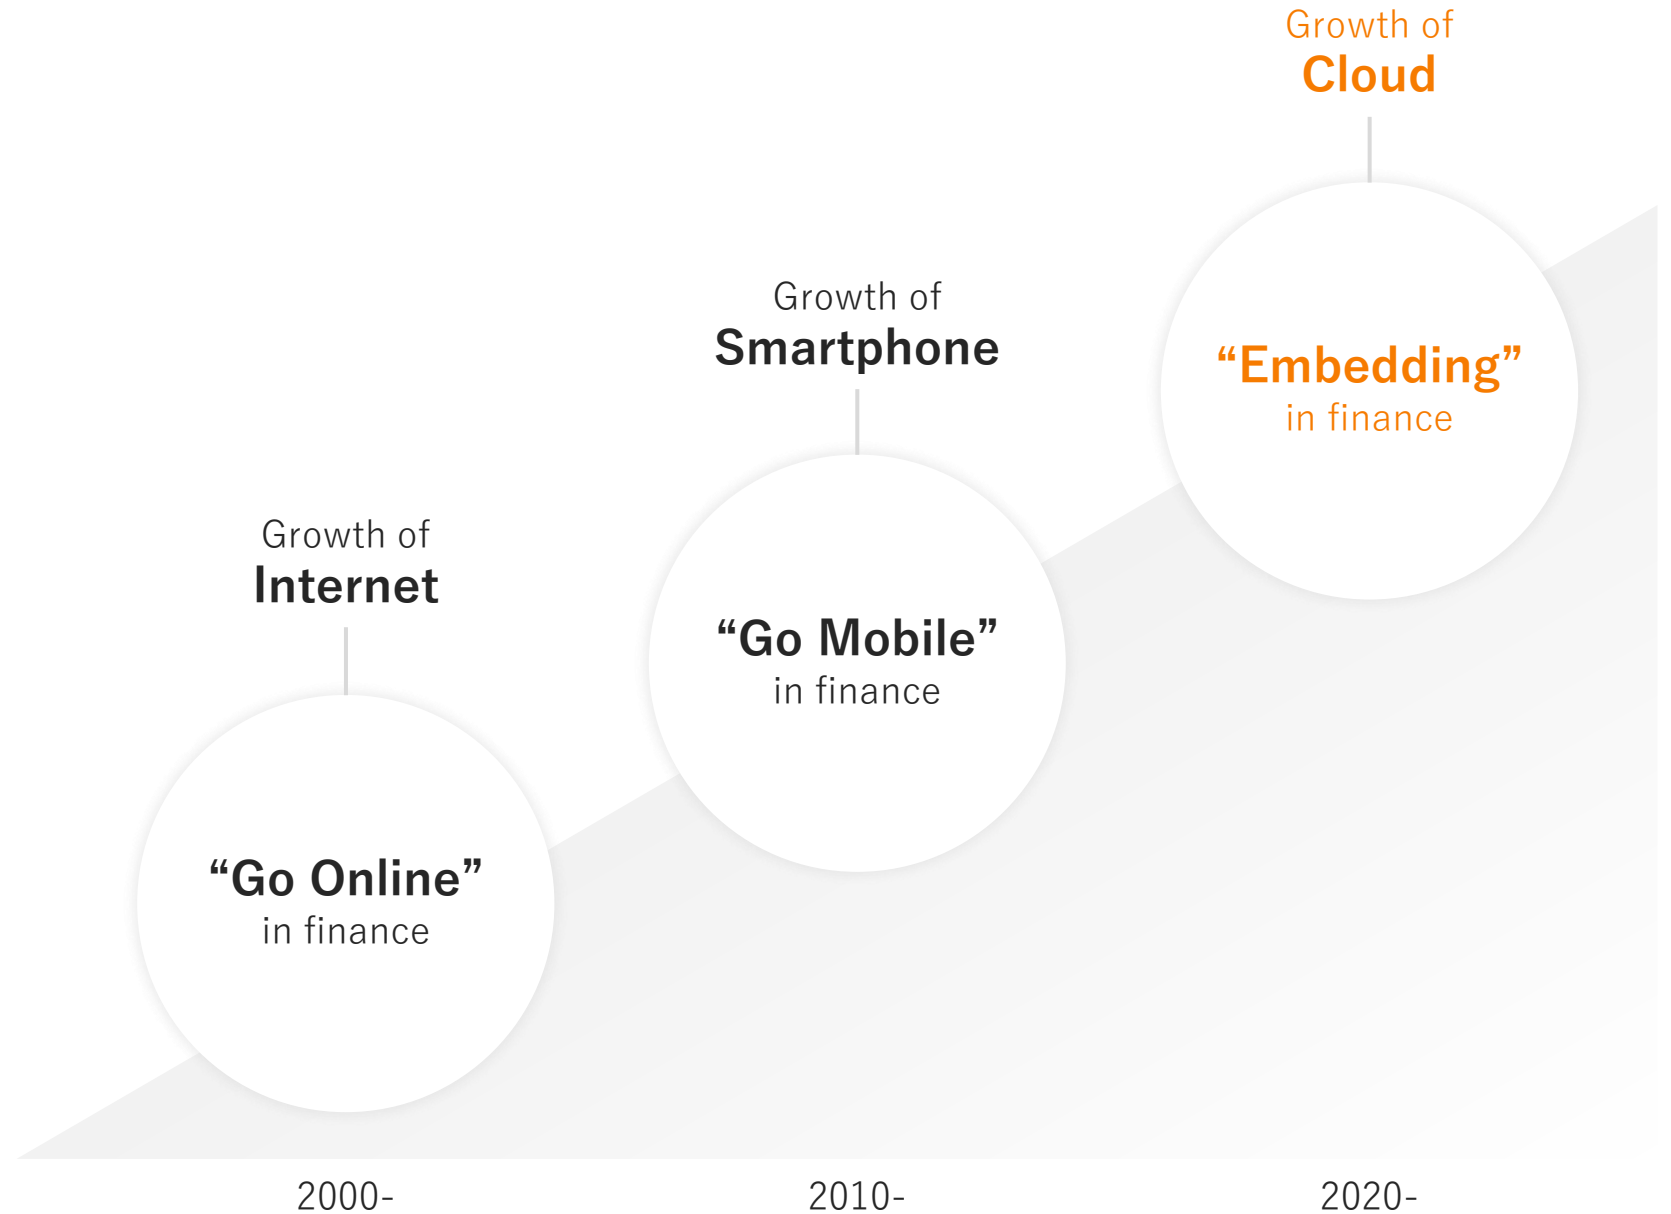 Growth of
Internet
“Go Online”
in finance
2000-
Growth of
Smartphone
“Go Mobile”
in finance
2010-
Growth of
Cloud
“Embedding”
in finance
2020-